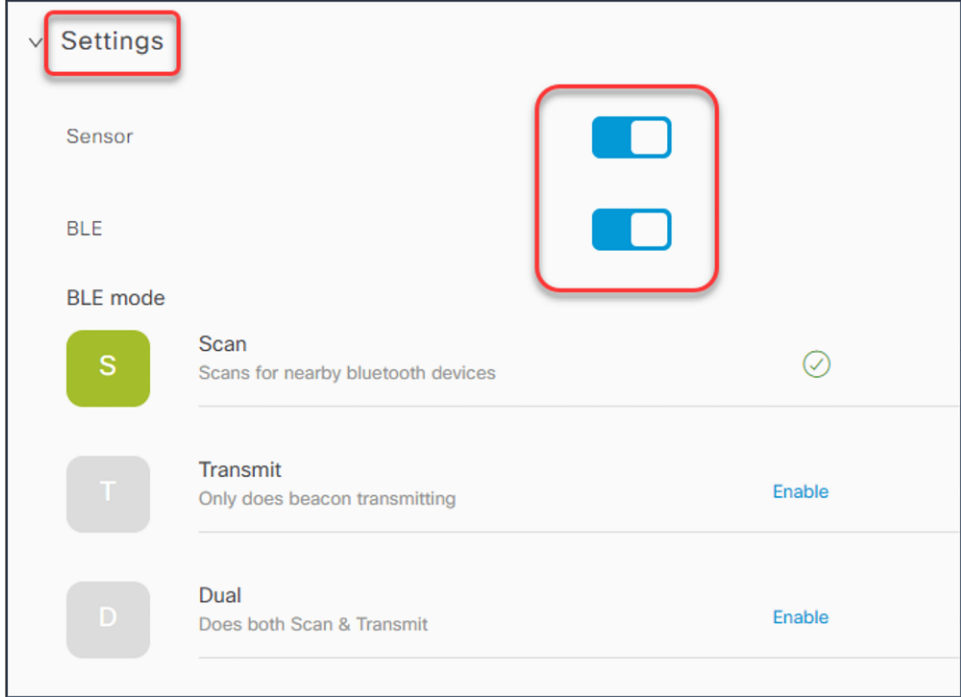 Settings
Sensor
BLE
BLE mode
S
Scan
Scans for nearby bluetooth devices
T
Transmit
Only does beacon transmitting
Enable
D
Dual
Does both Scan & Transmit
Enable